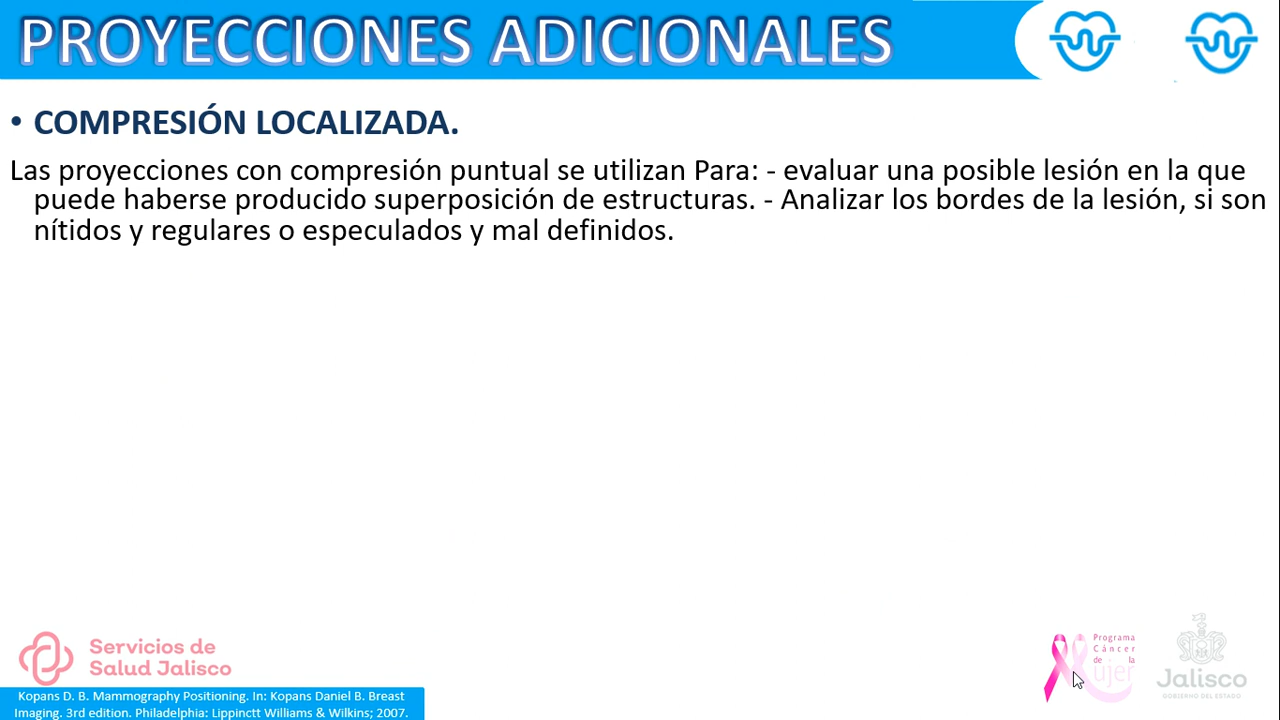 PROYECCIONES ADICIONALES
• COMPRESIÓN LOCALIZADA.
Las proyecciones con compresión puntual se utilizan Para: - evaluar una posible lesión en la que
puede haberse producido superposición de estructuras. - Analizar los bordes de la lesión, si son
nítidos y regulares o especulados y mal definidos.
Servicios de
Salud Jalisco
Programa
Cáncer
de la
ujer
Jalisco
GOBIERNO DEL ESTADO
Kopans D. B. Mammography Positioning. In: Kopans Daniel B. Breast
Imaging. 3rd edition. Philadelphia: Lippinctt Williams & Wilkins; 2007.